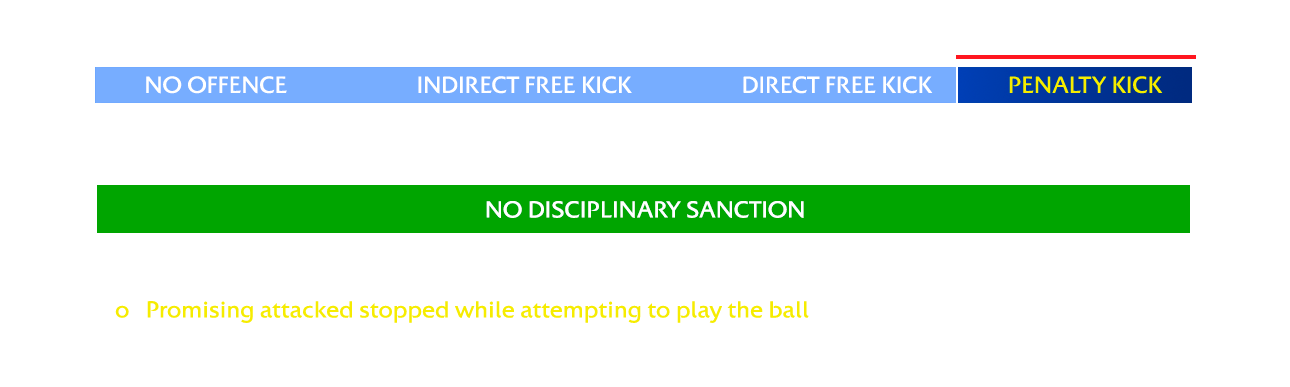 NO OFFENCE INDIRECT FREE KICK DIRECT FREE KICK PENALTY KICK
NO DISCIPLINARY SANCTION
o Promising attacked stopped while attempting to play the ball